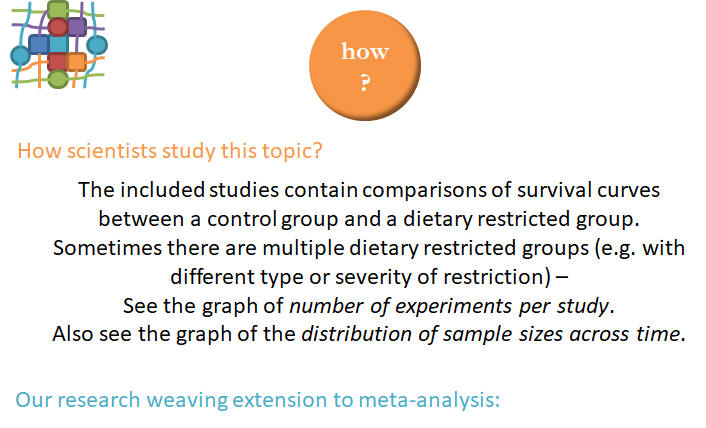 how
?
How scientists study this topic?
The included studies contain comparisons of survival curves
between a control group and a dietary restricted group.
Sometimes there are multiple dietary restricted groups (e.g. with
different type or severity of restriction) –
See the graph of number of experiments per study.
Also see the graph of the distribution of sample sizes across time.
Our research weaving extension to meta-analysis: